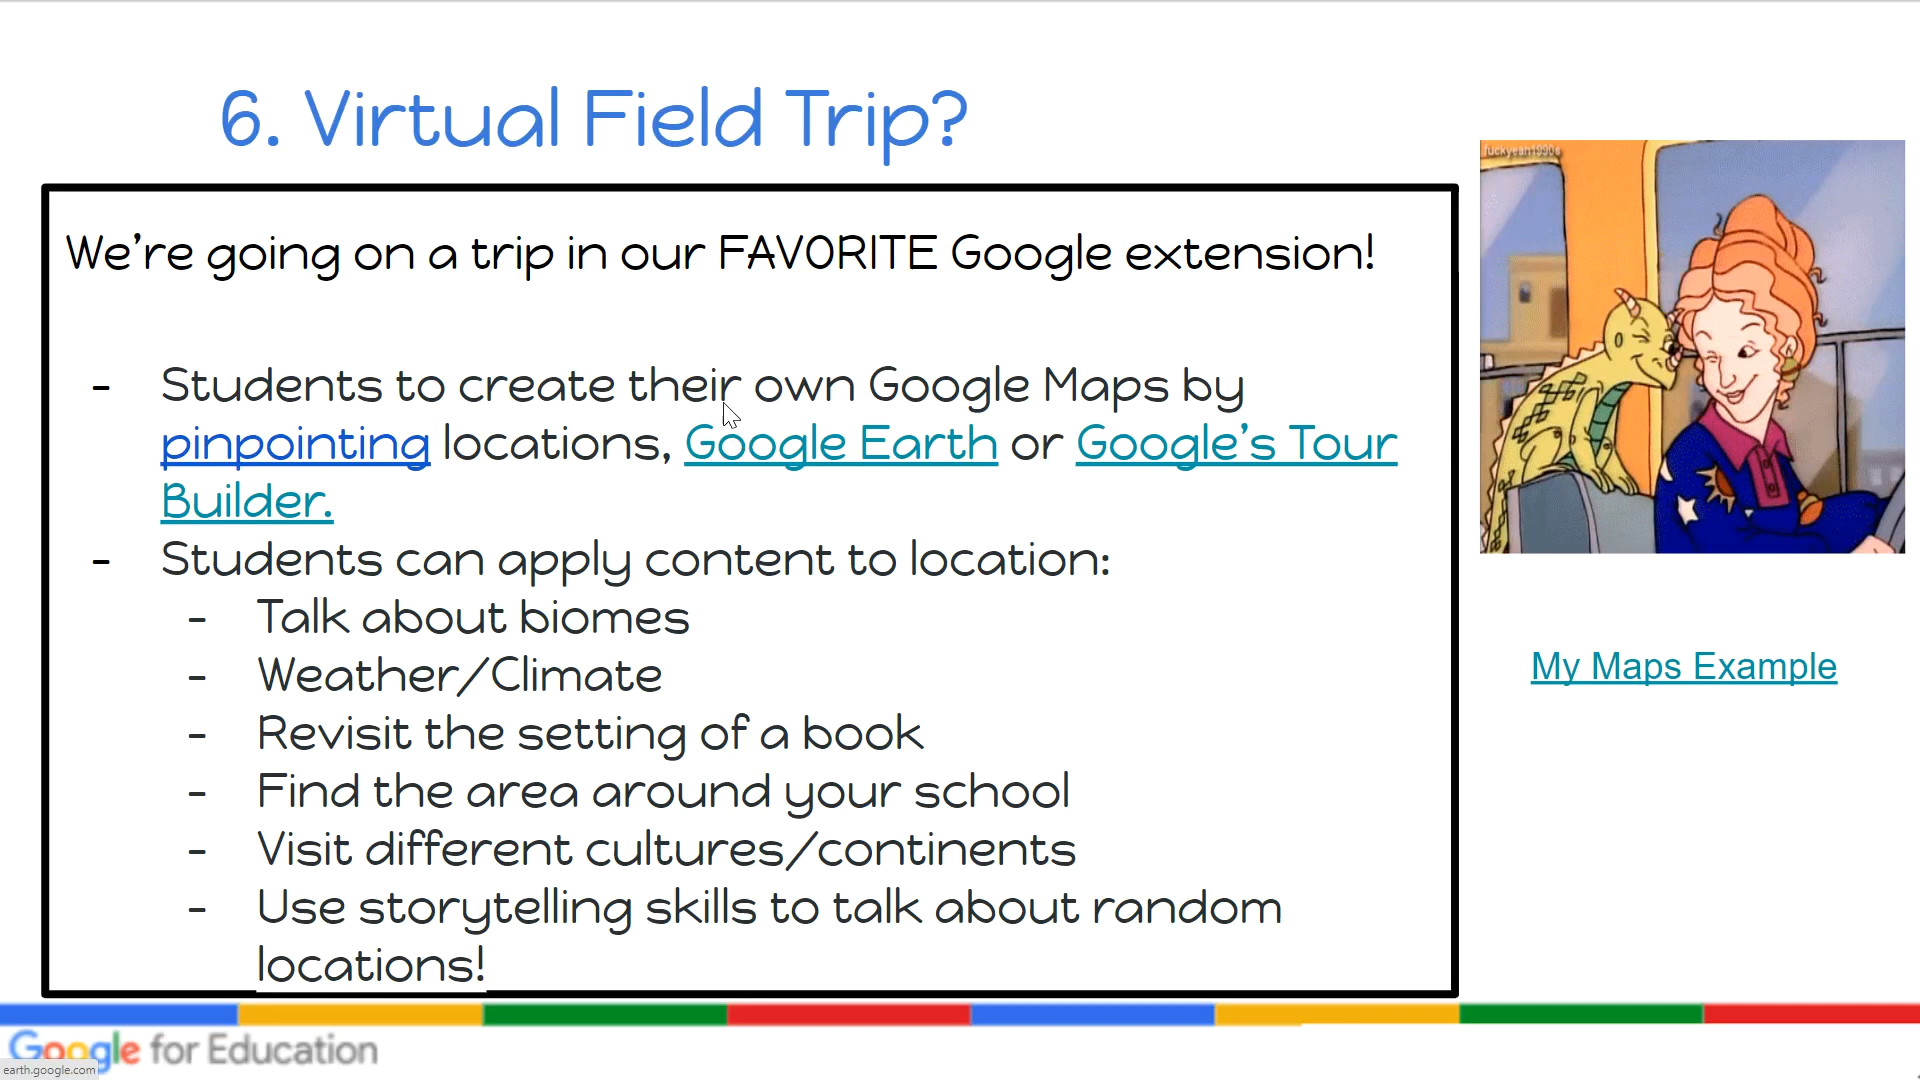 6. Virtual Field Trip?
fuckyeah1990s
We're going on a trip in our FAVORITE Google extension!
- Students to create their own Google Maps by
pinpointing locations, Google Earth or Google's Tour
Builder.
- Students can apply content to location:
- Talk about biomes
- Weather/Climate
- Revisit the setting of a book
- Find the area around your school
- Visit different cultures/continents
- Use storytelling skills to talk about random
locations!
My Maps Example
Google for Education
earth.google.com